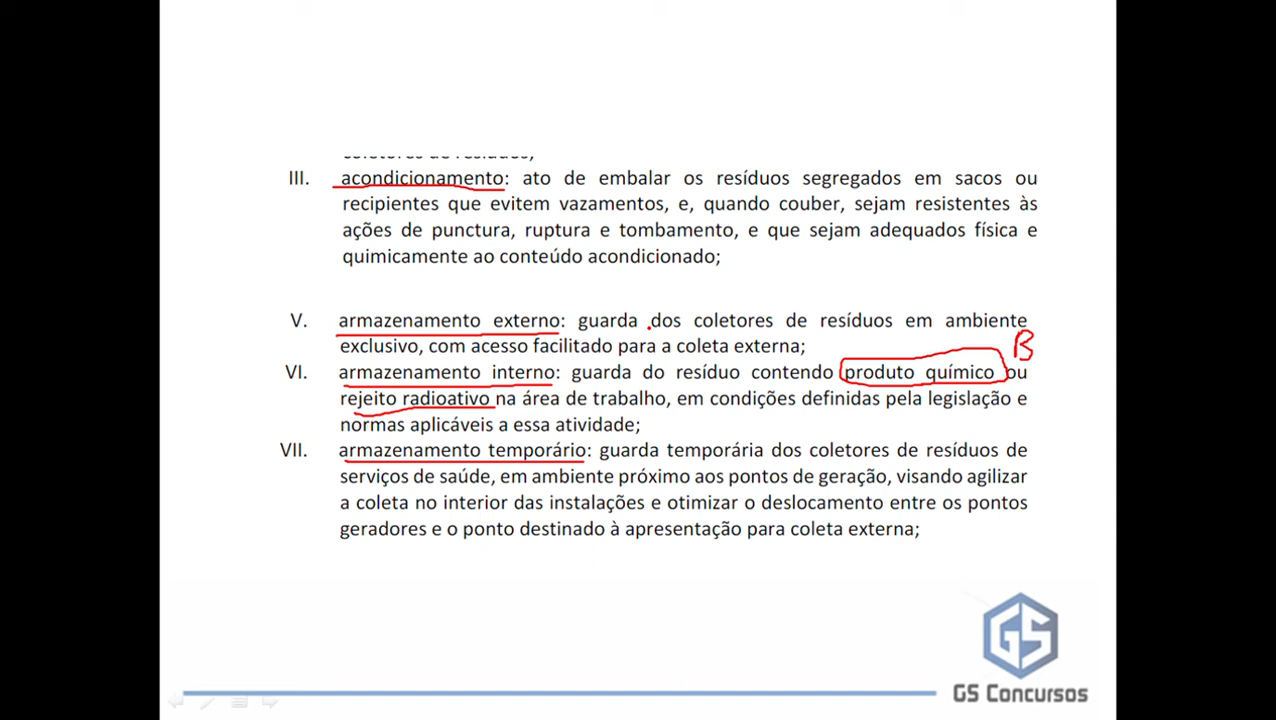 coletores de resíduos;
III. acondicionamento: ato de embalar os resíduos segregados em sacos ou
recipientes que evitem vazamentos, e, quando couber, sejam resistentes às
ações de punctura, ruptura e tombamento, e que sejam adequados física e
quimicamente ao conteúdo acondicionado;
V. armazenamento externo: guarda dos coletores de resíduos em ambiente
exclusivo, com acesso facilitado para a coleta externa;
B
VI. armazenamento interno: guarda do resíduo contendo produto químico ou
rejeito radioativo na área de trabalho, em condições definidas pela legislação e
normas aplicáveis a essa atividade;
VII. armazenamento temporário: guarda temporária dos coletores de resíduos de
serviços de saúde, em ambiente próximo aos pontos de geração, visando agilizar
a coleta no interior das instalações e otimizar o deslocamento entre os pontos
geradores e o ponto destinado à apresentação para coleta externa;
GS
GS Concursos